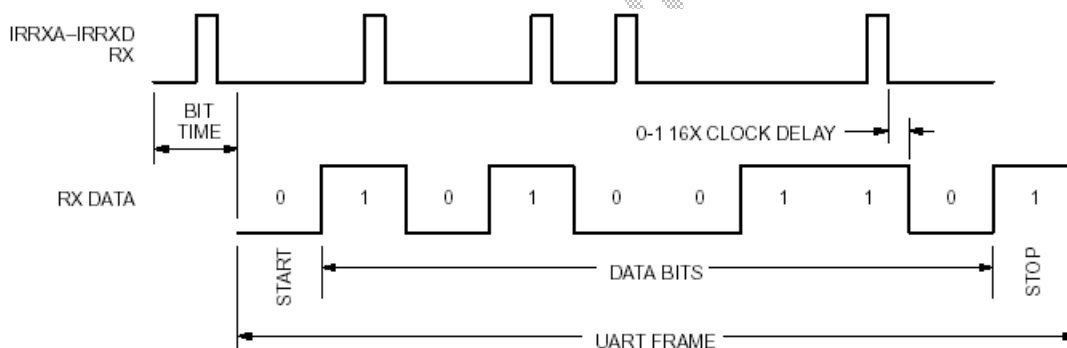 IRRXA–IRRXD
RX
BIT
TIME
0-1 16X CLOCK DELAY
RX DATA
0 1 0 1 0 0 1 1 0 1
START
DATA BITS
STOP
UART FRAME